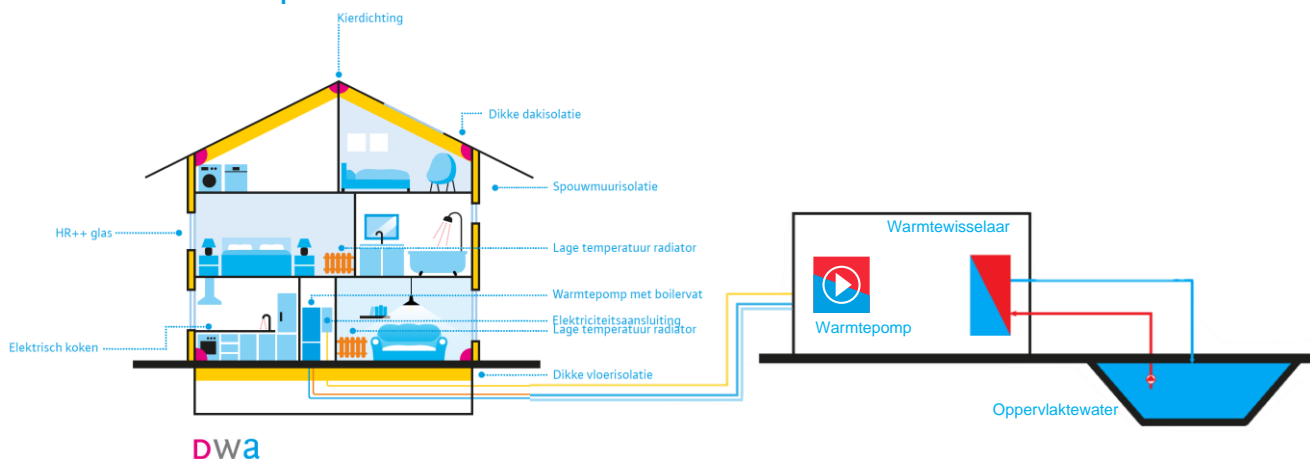 Kierdichting
Dikke dakisolatie
Spouwmuurisolatie
HR++ glas
Lage temperatuur radiator
Warmtepomp met boilervat
Elektriciteitsaansluiting
Lage temperatuur radiator
Elektrisch koken
Dikke vloerisolatie
Warmtewisselaar
Warmtepomp
Oppervlaktewater
DWa